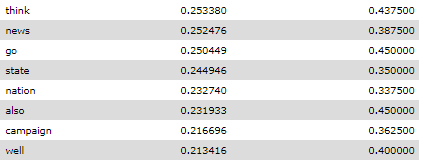 think 0.253380 0.437500
news 0.252476 0.387500
go 0.250449 0.450000
state 0.244946 0.350000
nation 0.232740 0.337500
also 0.231933 0.450000
campaign 0.216696 0.362500
well 0.213416 0.400000